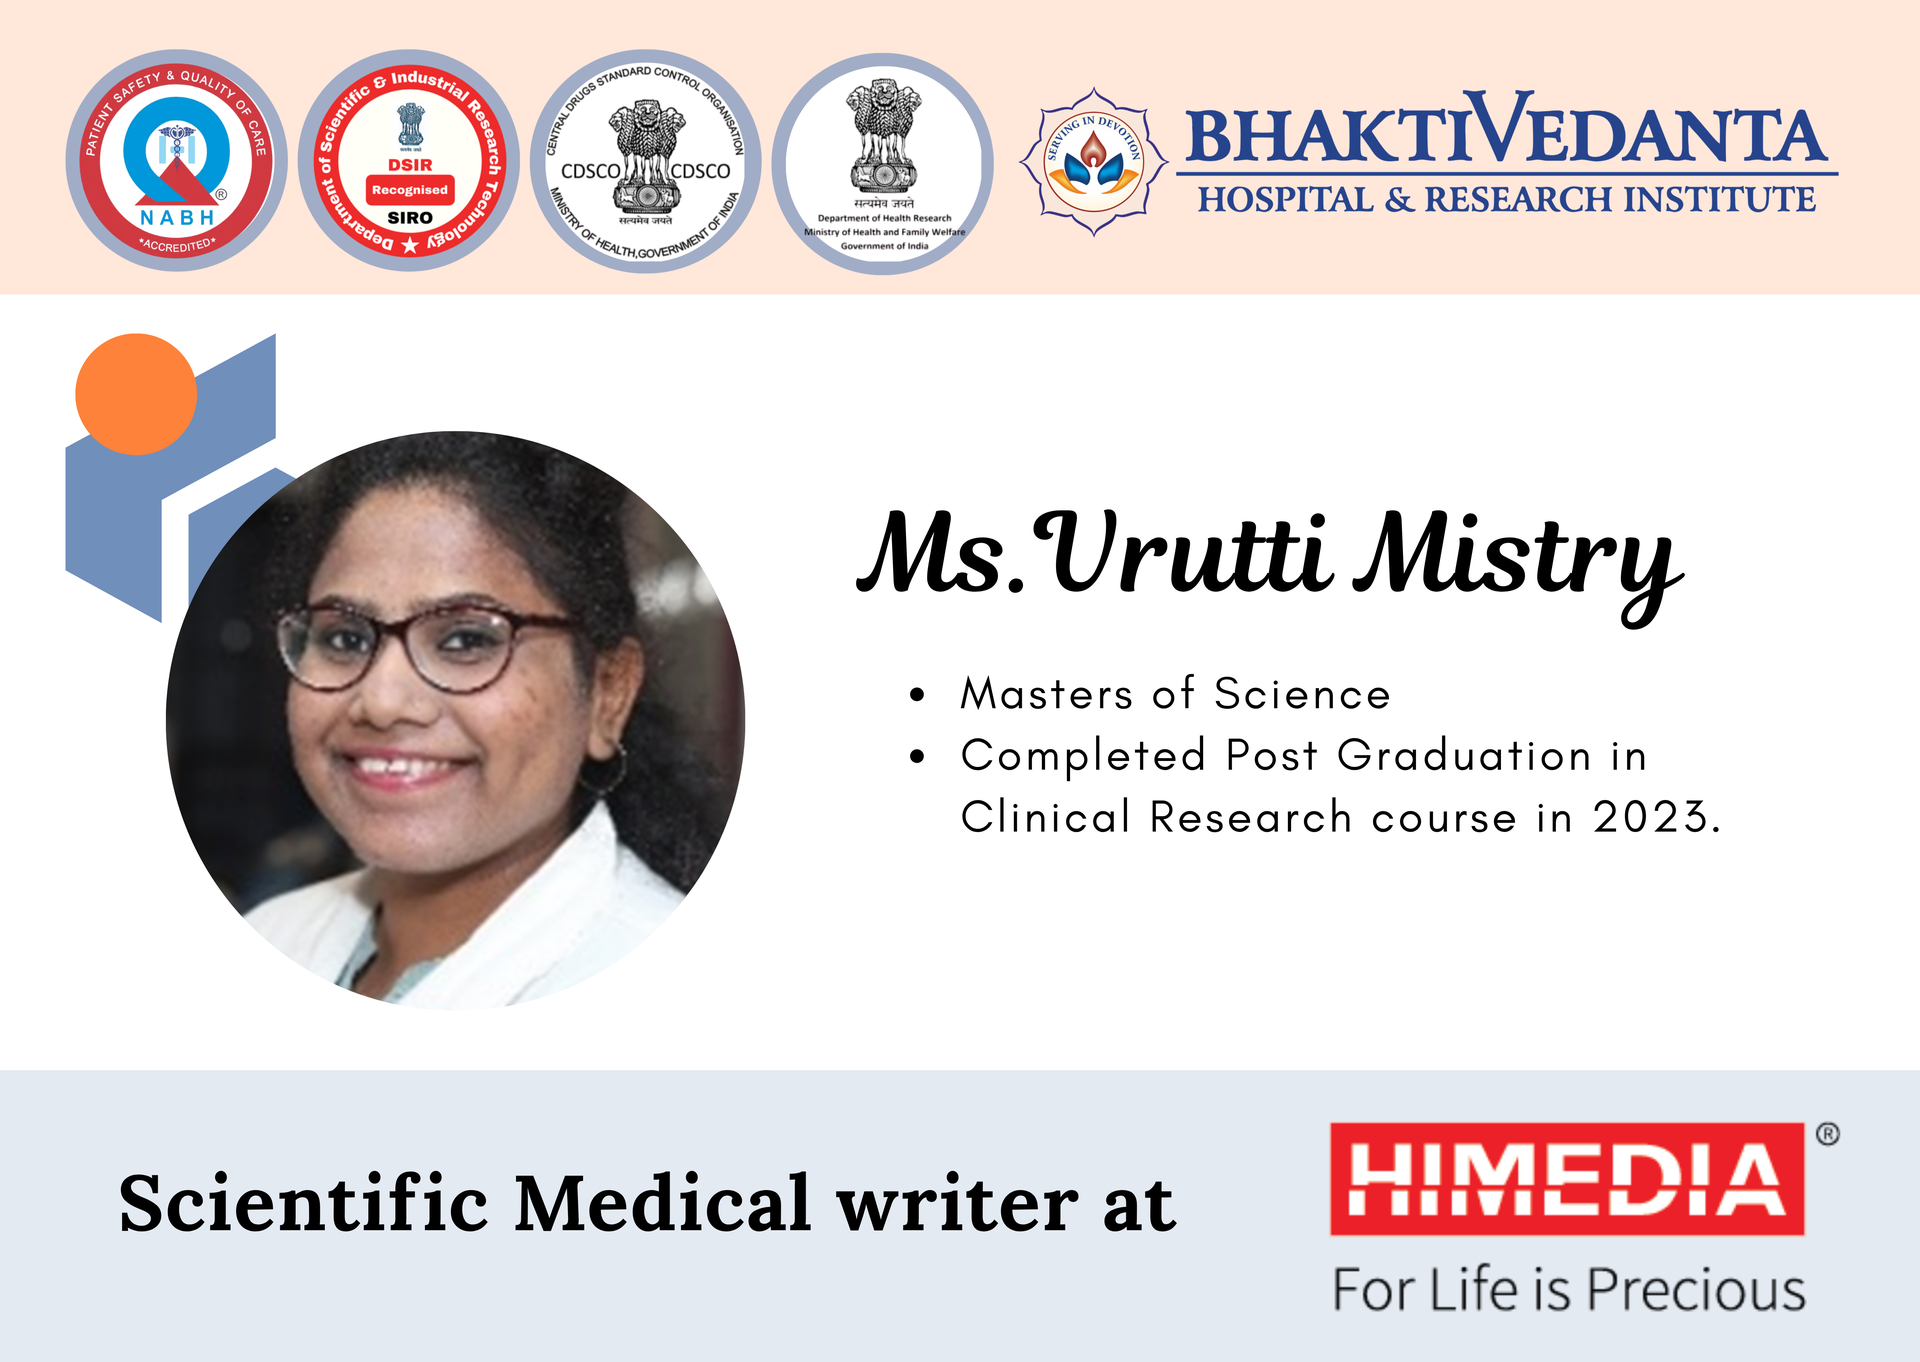 PATIENT SAFETY & QUALITY OF CARE
NABH
®
*ACCREDITED*
Department of Scientific & Industrial Research Technology
DSIR
Recognised
SIRO
CENTRAL DRUGS STANDARD CONTROL ORGANISATION
CDSCO CDSCO
सत्यमेव जयते
MINISTRY OF HEALTH,GOVERNMENT OF INDIA
सत्यमेव जयते
Department of Health Research
Ministry of Health and Family Welfare
Government of India
SERVING IN DEVOTION
BHAKTIVEDANTA
HOSPITAL & RESEARCH INSTITUTE
Ms.Urutti Mistry
• Masters of Science
• Completed Post Graduation in
Clinical Research course in 2023.
Scientific Medical writer at
HIMEDIA ®
For Life is Precious